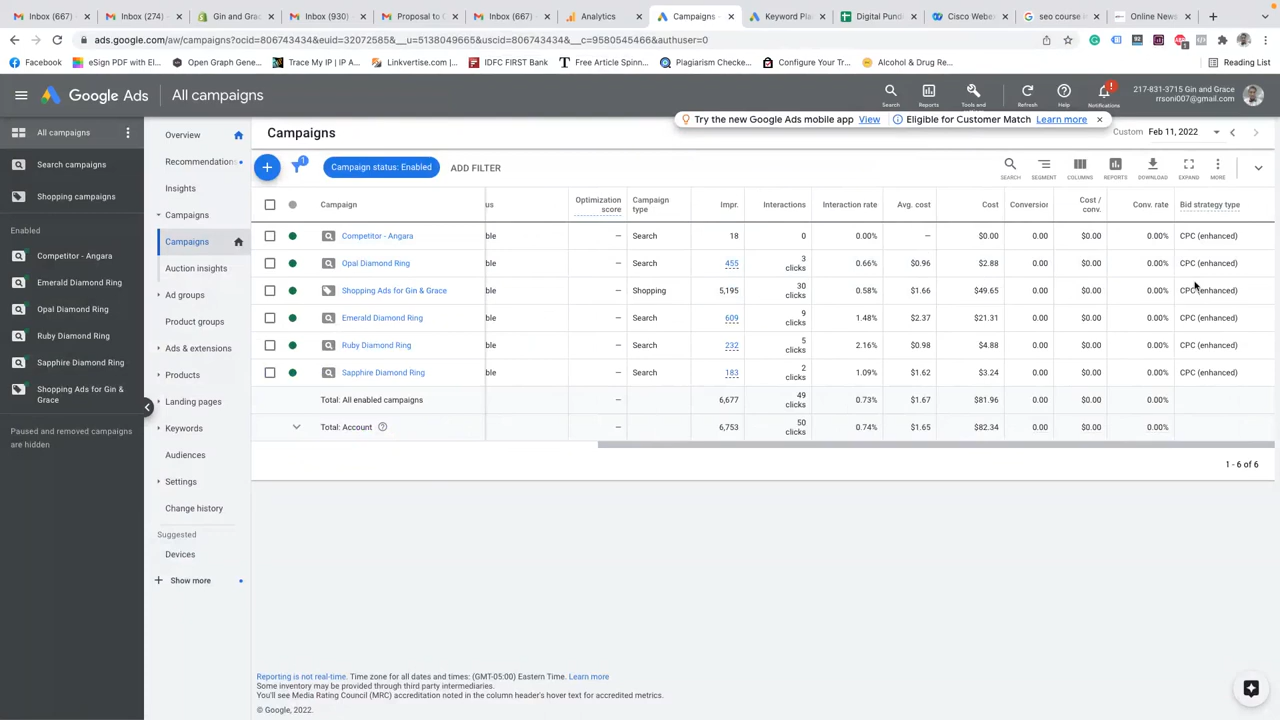 Inbox (667)
Inbox (274)
Gin and Grac
Inbox (930)
Proposal to C
Inbox (667)
Analytics
Campaigns -
Keyword Pla
Digital Pund
Cisco Webe
seo course i
Online News
ads.google.com/aw/campaigns?ocid=806743434&euid=32072585&__u=5138049665&uscid=806743434&__c=9580545466&authuser=0
Facebook
eSign PDF with El...
Open Graph Gener...
Trace My IP | IP A...
Linkvertise.com |...
IDFC FIRST Bank
Free Article Spinn...
Plagiarism Checke...
Configure Your Tr...
Alcohol & Drug Re...
Reading List
Google Ads
All campaigns
Search
Reports
Tools and
Refresh
Help
Notifications
217-831-3715 Gin and Grace
rrsoni007@gmail.com
Try the new Google Ads mobile app View
Eligible for Customer Match Learn more
All campaigns
Search campaigns
Shopping campaigns
Enabled
Competitor - Angara
Emerald Diamond Ring
Opal Diamond Ring
Ruby Diamond Ring
Sapphire Diamond Ring
Shopping Ads for Gin &
Grace
Paused and removed campaigns
are hidden
Overview
Recommendations
Insights
Campaigns
Campaigns
Auction insights
Ad groups
Product groups
Ads & extensions
Products
Landing pages
Keywords
Audiences
Settings
Change history
Suggested
Devices
Show more
Campaigns
Custom Feb 11, 2022
Campaign status: Enabled
ADD FILTER
SEARCH
SEGMENT
COLUMNS
REPORTS
DOWNLOAD
EXPAND
MORE
Campaign us Optimization score Campaign type Impr. Interactions Interaction rate Avg. cost Cost Conversion Cost / conv. Conv. rate Bid strategy type
Competitor - Angara ble — Search 18 0 0.00% — $0.00 0.00 $0.00 0.00% CPC (enhanced)
Opal Diamond Ring ble — Search 455 3 clicks 0.66% $0.96 $2.88 0.00 $0.00 0.00% CPC (enhanced)
Shopping Ads for Gin & Grace ble — Shopping 5,195 30 clicks 0.58% $1.66 $49.65 0.00 $0.00 0.00% CPC (enhanced)
Emerald Diamond Ring ble — Search 609 9 clicks 1.48% $2.37 $21.31 0.00 $0.00 0.00% CPC (enhanced)
Ruby Diamond Ring ble — Search 232 5 clicks 2.16% $0.98 $4.88 0.00 $0.00 0.00% CPC (enhanced)
Sapphire Diamond Ring ble — Search 183 2 clicks 1.09% $1.62 $3.24 0.00 $0.00 0.00% CPC (enhanced)
Total: All enabled campaigns — 6,677 49 clicks 0.73% $1.67 $81.96 0.00 $0.00 0.00%
Total: Account — 6,753 50 clicks 0.74% $1.65 $82.34 0.00 $0.00 0.00%
1 - 6 of 6
Reporting is not real-time. Time zone for all dates and times: (GMT-05:00) Eastern Time. Learn more
Some inventory may be provided through third party intermediaries.
You'll see Media Rating Council (MRC) accreditation noted in the column header's hover text for accredited metrics.
© Google, 2022.